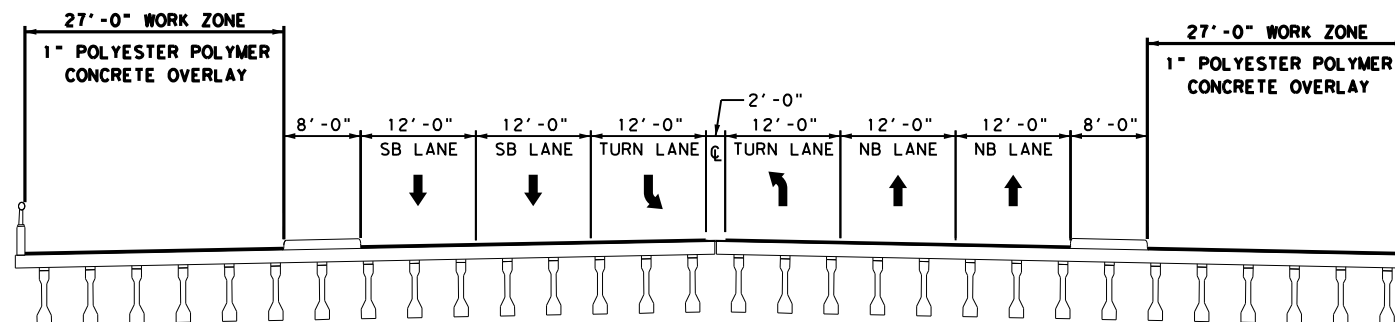 27'-0" WORK ZONE
1" POLYESTER POLYMER
CONCRETE OVERLAY
27'-0" WORK ZONE
1" POLYESTER POLYMER
CONCRETE OVERLAY
2'-0"
8'-0" 12'-0" 12'-0" 12'-0" 12'-0" 12'-0" 12'-0" 8'-0"
SB LANE SB LANE TURN LANE ℄ TURN LANE NB LANE NB LANE